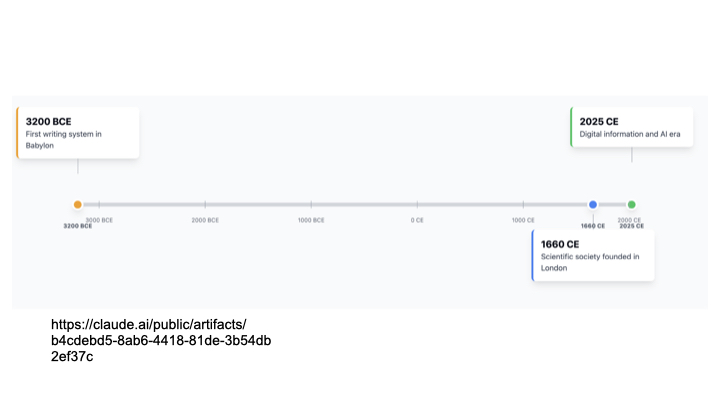 3200 BCE
First writing system in
Babylon
2025 CE
Digital information and AI era
3000 BCE
2000 BCE
1000 BCE
0 CE
1000 CE
2000 CE
3200 BCE
1660 CE
2025 CE
1660 CE
Scientific society founded in
London
https://claude.ai/public/artifacts/
b4cdebd5-8ab6-4418-81de-3b54db
2ef37c